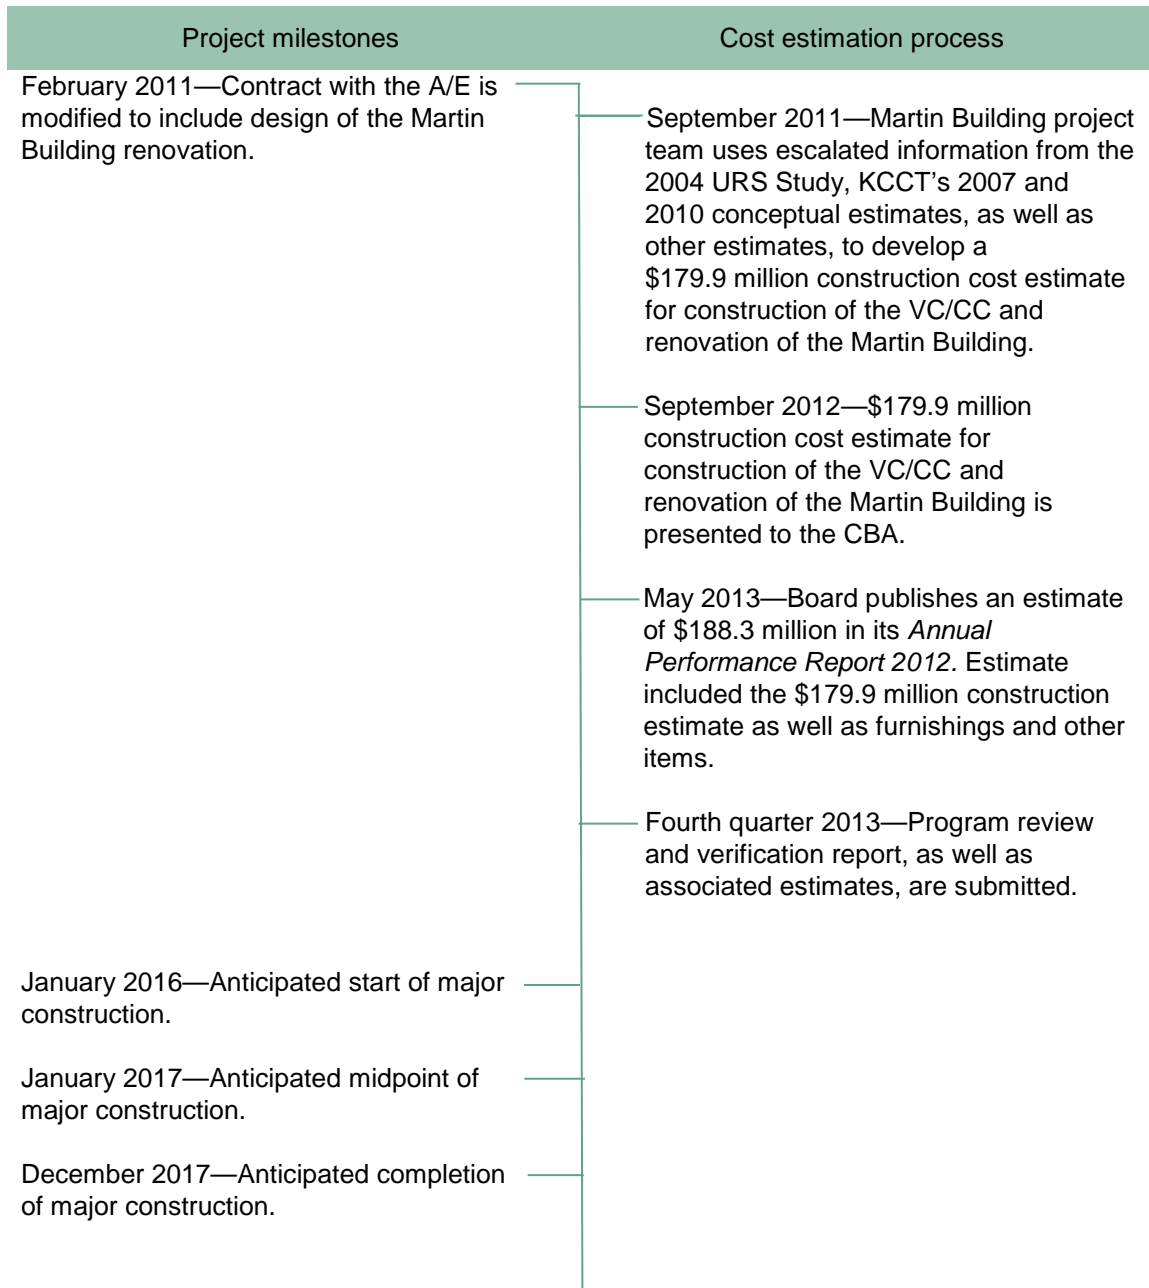 Project milestones
Cost estimation process
February 2011—Contract with the A/E is
modified to include design of the Martin
Building renovation.
September 2011—Martin Building project
team uses escalated information from the
2004 URS Study, KCCT's 2007 and
2010 conceptual estimates, as well as
other estimates, to develop a
$179.9 million construction cost estimate
for construction of the VC/CC and
renovation of the Martin Building.
September 2012—$179.9 million
construction cost estimate for
construction of the VC/CC and
renovation of the Martin Building is
presented to the CBA.
May 2013—Board publishes an estimate
of $188.3 million in its Annual
Performance Report 2012. Estimate
included the $179.9 million construction
estimate as well as furnishings and other
items.
Fourth quarter 2013—Program review
and verification report, as well as
associated estimates, are submitted.
January 2016—Anticipated start of major
construction.
January 2017—Anticipated midpoint of
major construction.
December 2017—Anticipated completion
of major construction.